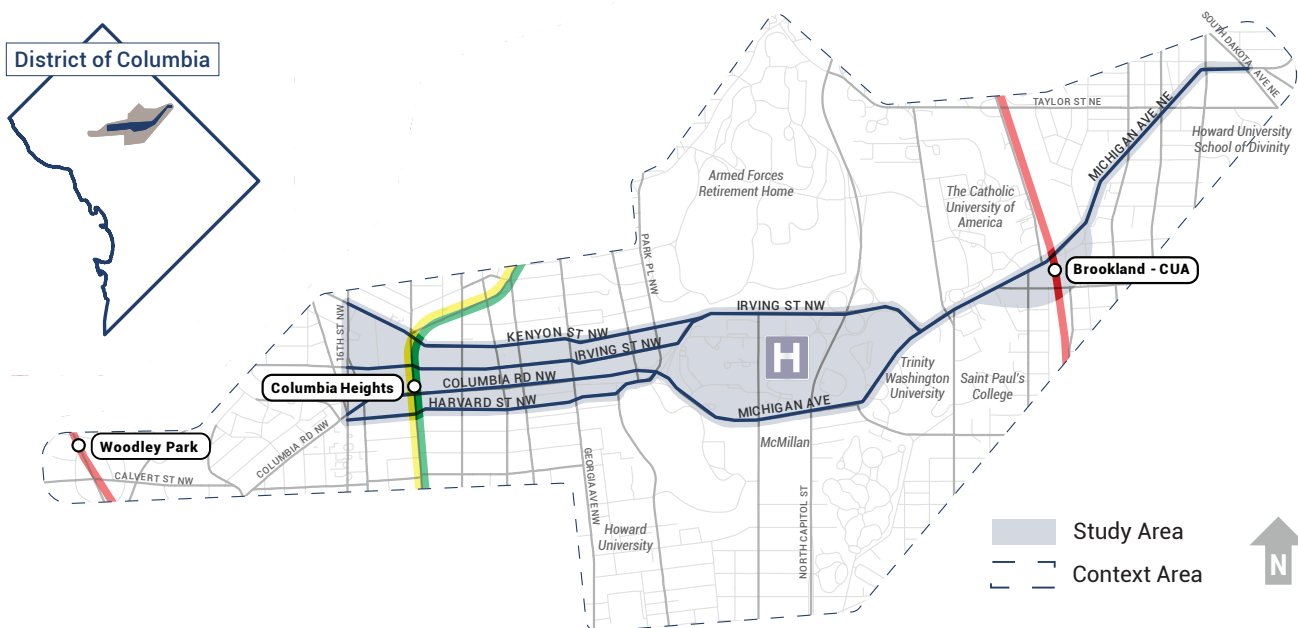 District of Columbia
SOUTH DAKOTA AVE NE
TAYLOR ST NE
MICHIGAN AVE NE
Howard University
School of Divinity
Armed Forces
Retirement Home
The Catholic
University of
America
PARK PL NW
Brookland - CUA
16TH ST NW
KENYON ST NW
IRVING ST NW
IRVING ST NW
H
Columbia Heights
COLUMBIA RD NW
HARVARD ST NW
MICHIGAN AVE
Trinity
Washington
University
Saint Paul's
College
Woodley Park
COLUMBIA RD NW
CALVERT ST NW
McMillan
GEORGIA AVE NW
NORTH CAPITOL ST
Howard
University
Study Area
Context Area
N